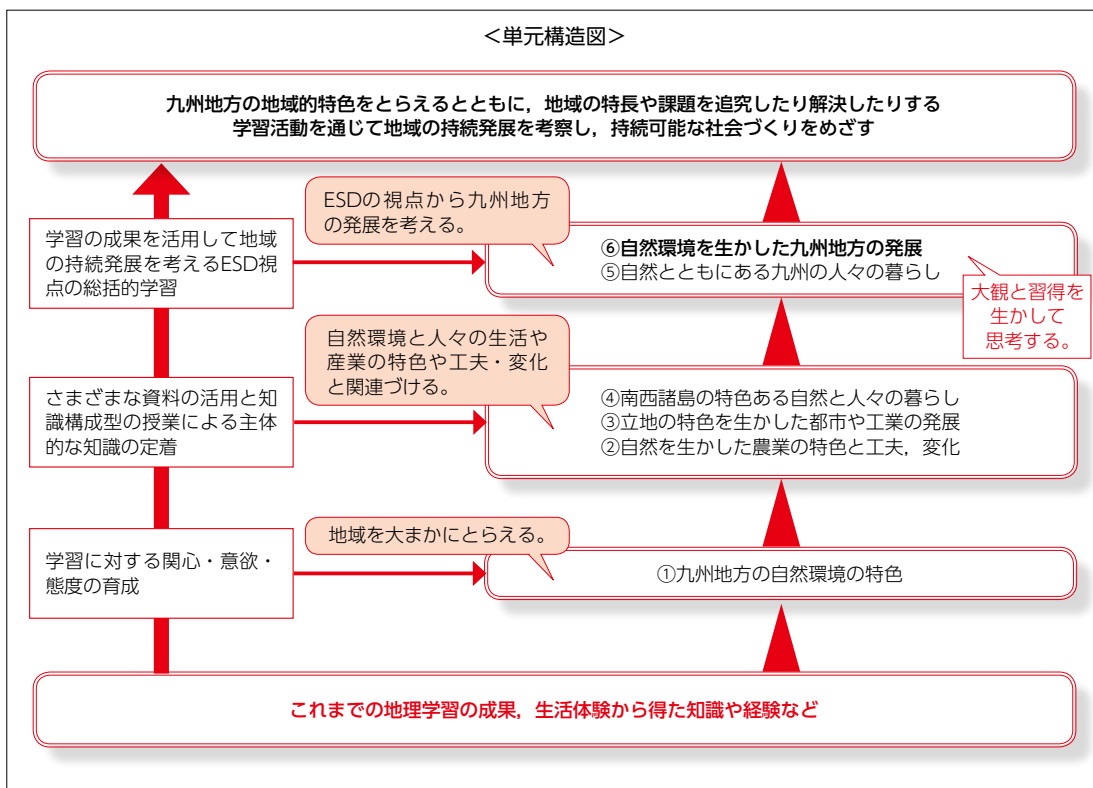 ＜単元構造図＞
九州地方の地域的特色をとらえるとともに，地域の特長や課題を追究したり解決したりする
学習活動を通じて地域の持続発展を考察し，持続可能な社会づくりをめざす
ESDの視点から九州地方
の発展を考える。
学習の成果を活用して地域
の持続発展を考えるESD視
点の総括的学習
⑥自然環境を生かした九州地方の発展
⑤自然とともにある九州の人々の暮らし
大観と習得を
生かして
思考する。
自然環境と人々の生活や
産業の特色や工夫・変化
と関連づける。
さまざまな資料の活用と知
識構成型の授業による主体
的な知識の定着
④南西諸島の特色ある自然と人々の暮らし
③立地の特色を生かした都市や工業の発展
②自然を生かした農業の特色と工夫，変化
地域を大まかにとらえる。
学習に対する関心・意欲・
態度の育成
①九州地方の自然環境の特色
これまでの地理学習の成果，生活体験から得た知識や経験など